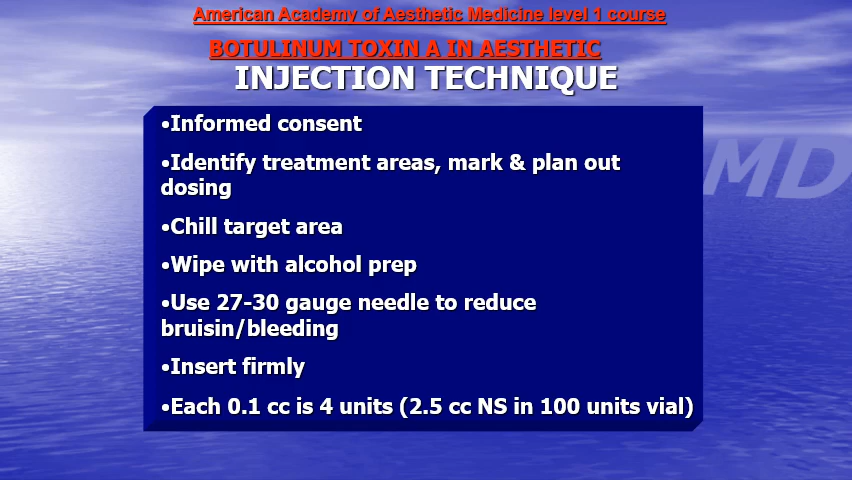 American Academy of Aesthetic Medicine level 1 course
BOTULINUM TOXIN A IN AESTHETIC
INJECTION TECHNIQUE
•Informed consent
•Identify treatment areas, mark & plan out
dosing
•Chill target area
MD
•Wipe with alcohol prep
•Use 27-30 gauge needle to reduce
bruisin/bleeding
•Insert firmly
•Each 0.1 cc is 4 units (2.5 cc NS in 100 units vial)